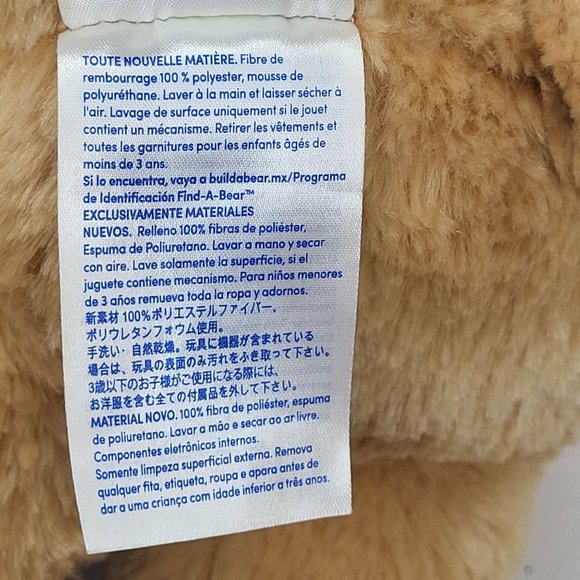 TOUTE NOUVELLE MATIÈRE. Fibre de
rembourrage 100 % polyester, mousse de
polyuréthane. Laver à la main et laisser sécher à
l'air. Lavage de surface uniquement si le jouet
contient un mécanisme. Retirer les vêtements et
toutes les garnitures pour les enfants âgés de
moins de 3 ans.
Si lo encuentra, vaya a buildabear.mx/Programa
de Identificación Find-A-Bear™
EXCLUSIVAMENTE MATERIALES
NUEVOS. Relleno 100% fibras de poliéster,
Espuma de Poliuretano. Lavar a mano y secar
con aire. Lave solamente la superficie, si el
juguete contiene mecanismo. Para niños menores
de 3 años remueva toda la ropa y adornos.
新素材 100%ポリエステルファイバー、
ポリウレタンフォウム使用。
手洗い・自然乾燥。玩具に機器が含まれている
場合は、玩具の表面のみ汚れをふき取って下さい。
3歳以下のお子様がご使用になる際には、
お洋服を含む全ての付属品を外して下さい。
MATERIAL NOVO. 100% fibra de poliéster, espuma
de poliuretano. Lavar a mão e secar ao ar livre.
Componentes eletrônicos internos.
Somente limpeza superficial externa. Remova
qualquer fita, etiqueta, roupa e apara antes de
dar a uma criança com idade inferior a três anos.